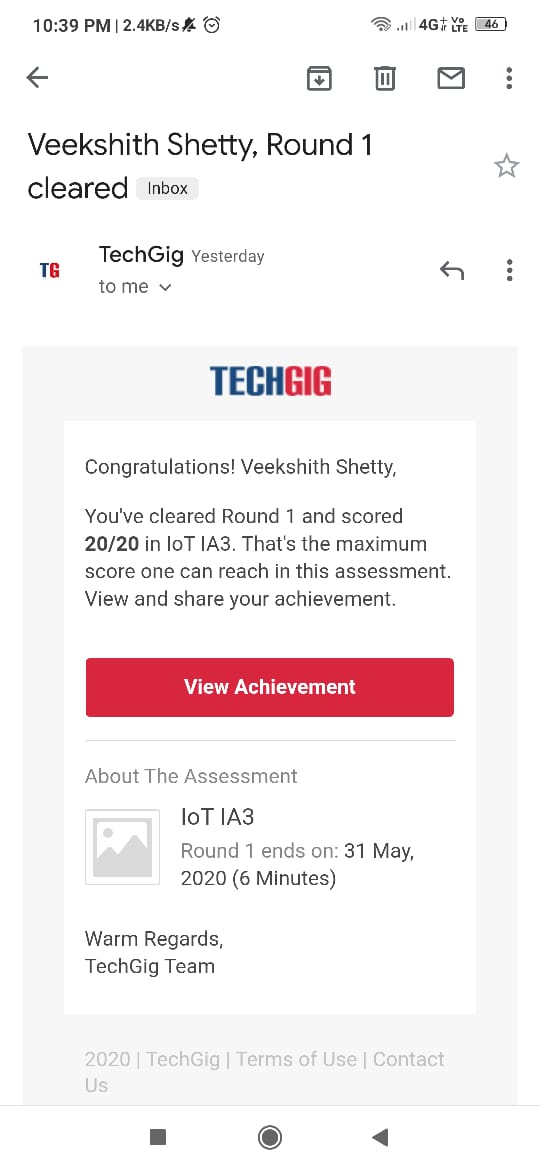 10:39 PM | 2.4KB/s 4G Vo LTE 46
Veekshith Shetty, Round 1
cleared Inbox
TG TechGig Yesterday
to me
TECHGIG
Congratulations! Veekshith Shetty,
You've cleared Round 1 and scored
20/20 in IoT IA3. That's the maximum
score one can reach in this assessment.
View and share your achievement.
View Achievement
About The Assessment
IoT IA3
Round 1 ends on: 31 May,
2020 (6 Minutes)
Warm Regards,
TechGig Team
2020 | TechGig | Terms of Use | Contact
Us